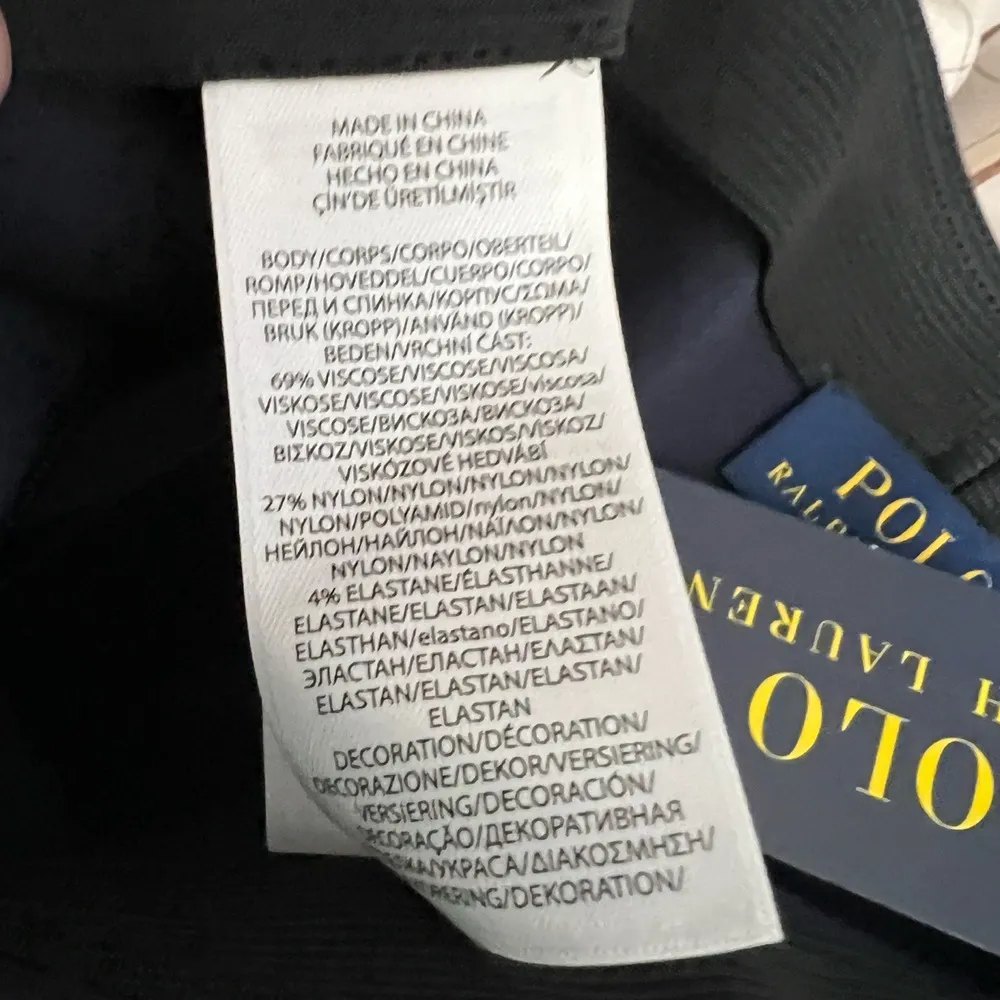 MADE IN CHINA
FABRIQUÉ EN CHINE
HECHO EN CHINA
ÇİN'DE ÜRETİLMİŞTİR
BODY/CORPS/CORPO/OBERTEIL/
ROMP/HOVEDDEL/CUERPO/CORPO/
ПЕРЕД И СПИНКА/КОРПУС/ΣΩΜΑ/
BRUK (KROPP)/ANVÄND (KROPP)/
BEDEN/VRCHNÍ ČÁST:
69% VISCOSE/VISCOSE/VISCOSA/
VISKOSE/VISCOSE/VISKOSE/viscosa/
VISCOSE/ВИСКОЗА/ВИСКОЗА/
ΒΙΣΚΟΖ/VISKOSE/VISKOS/VISKOZ/
VISKÓZOVÉ HEDVÁBÍ
27% NYLON/NYLON/NYLON/NYLON/
NYLON/POLYAMID/nylon/NYLON/
НЕЙЛОН/НАЙЛОН/ΝΑΪΛΟΝ/NYLON/
NYLON/NAYLON/NYLON
4% ELASTANE/ÉLASTHANNE/
ELASTANE/ELASTAN/ELASTAAN/
ELASTHAN/elastano/ELASTANO/
ЭЛАСТАН/ЕЛАСТАН/ΕΛΑΣΤΑΝ/
ELASTAN/ELASTAN/ELASTAN/
ELASTAN
DECORATION/DÉCORATION/
DECORAZIONE/DEKOR/VERSIERING/
VERSIERING/DECORACIÓN/
DECORAÇÃO/ДЕКОРАТИВНАЯ
УКРАСА/ΔΙΑΚΟΣΜΗΣΗ/
DEKORATION/
POLO
RALPH
POLO
H LAUREN